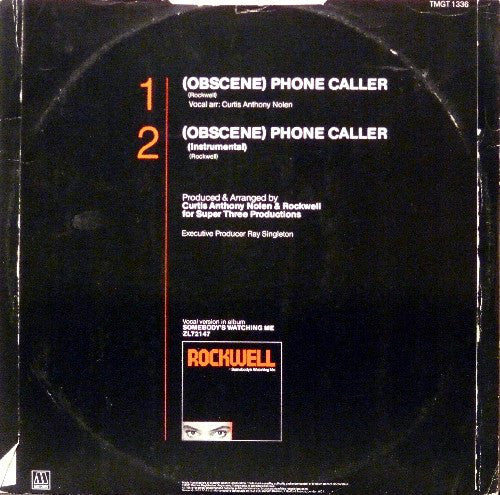 TMGT 1336
1 (OBSCENE) PHONE CALLER
(Rockwell)
Vocal arr: Curtis Anthony Nolen
2 (OBSCENE) PHONE CALLER
(Instrumental)
(Rockwell)
Produced & Arranged by
Curtis Anthony Nolen & Rockwell
for Super Three Productions
Executive Producer Ray Singleton
Vocal version in album
SOMEBODY'S WATCHING ME
ZL72147
ROCKWELL
- Somebody's Watching Me
M